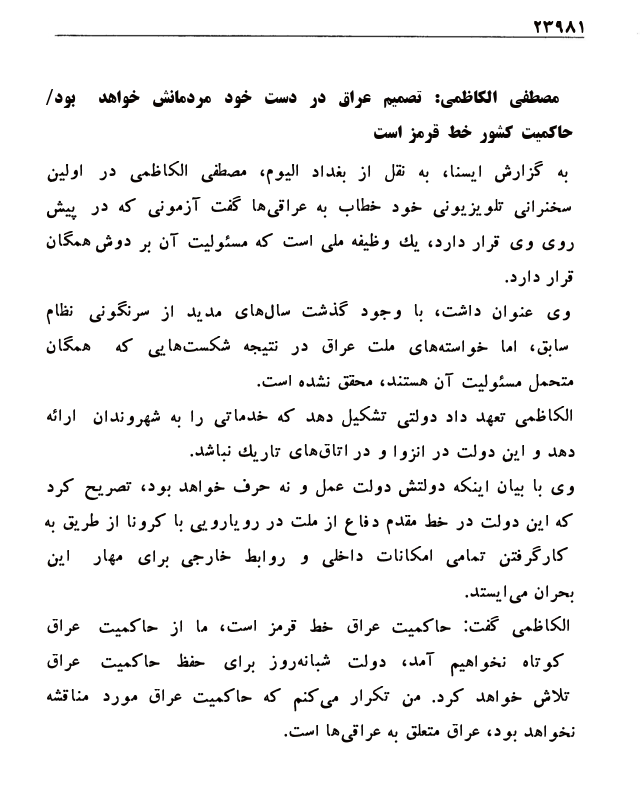 ۲۳۹۸۱
مصطفی الکاظمی: تصمیم عراق در دست خود مردمانش خواهد بود/
حاکمیت کشور خط قرمز است
به گزارش ایسنا، به نقل از بغداد الیوم، مصطفی الکاظمی در اولین
سخنرانی تلویزیونی خود خطاب به عراقی‌ها گفت آزمونی که در پیش
روی وی قرار دارد، یك وظیفه ملی است که مسئولیت آن بر دوش همگان
قرار دارد.
وی عنوان داشت، با وجود گذشت سال‌های مدید از سرنگونی نظام
سابق، اما خواسته‌های ملت عراق در نتیجه شکست‌هایی که همگان
متحمل مسئولیت آن هستند، محقق نشده است.
الکاظمی تعهد داد دولتی تشکیل دهد که خدماتی را به شهروندان ارائه
دهد و این دولت در انزوا و در اتاق‌های تاریك نباشد.
وی با بیان اینکه دولتش دولت عمل و نه حرف خواهد بود، تصریح کرد
که این دولت در خط مقدم دفاع از ملت در رویارویی با کرونا از طریق به
کارگرفتن تمامی امکانات داخلی و روابط خارجی برای مهار این
بحران می‌ایستد.
الکاظمی گفت: حاکمیت عراق خط قرمز است، ما از حاکمیت عراق
کوتاه نخواهیم آمد، دولت شبانه‌روز برای حفظ حاکمیت عراق
تلاش خواهد کرد. من تکرار می‌کنم که حاکمیت عراق مورد مناقشه
نخواهد بود، عراق متعلق به عراقی‌ها است.